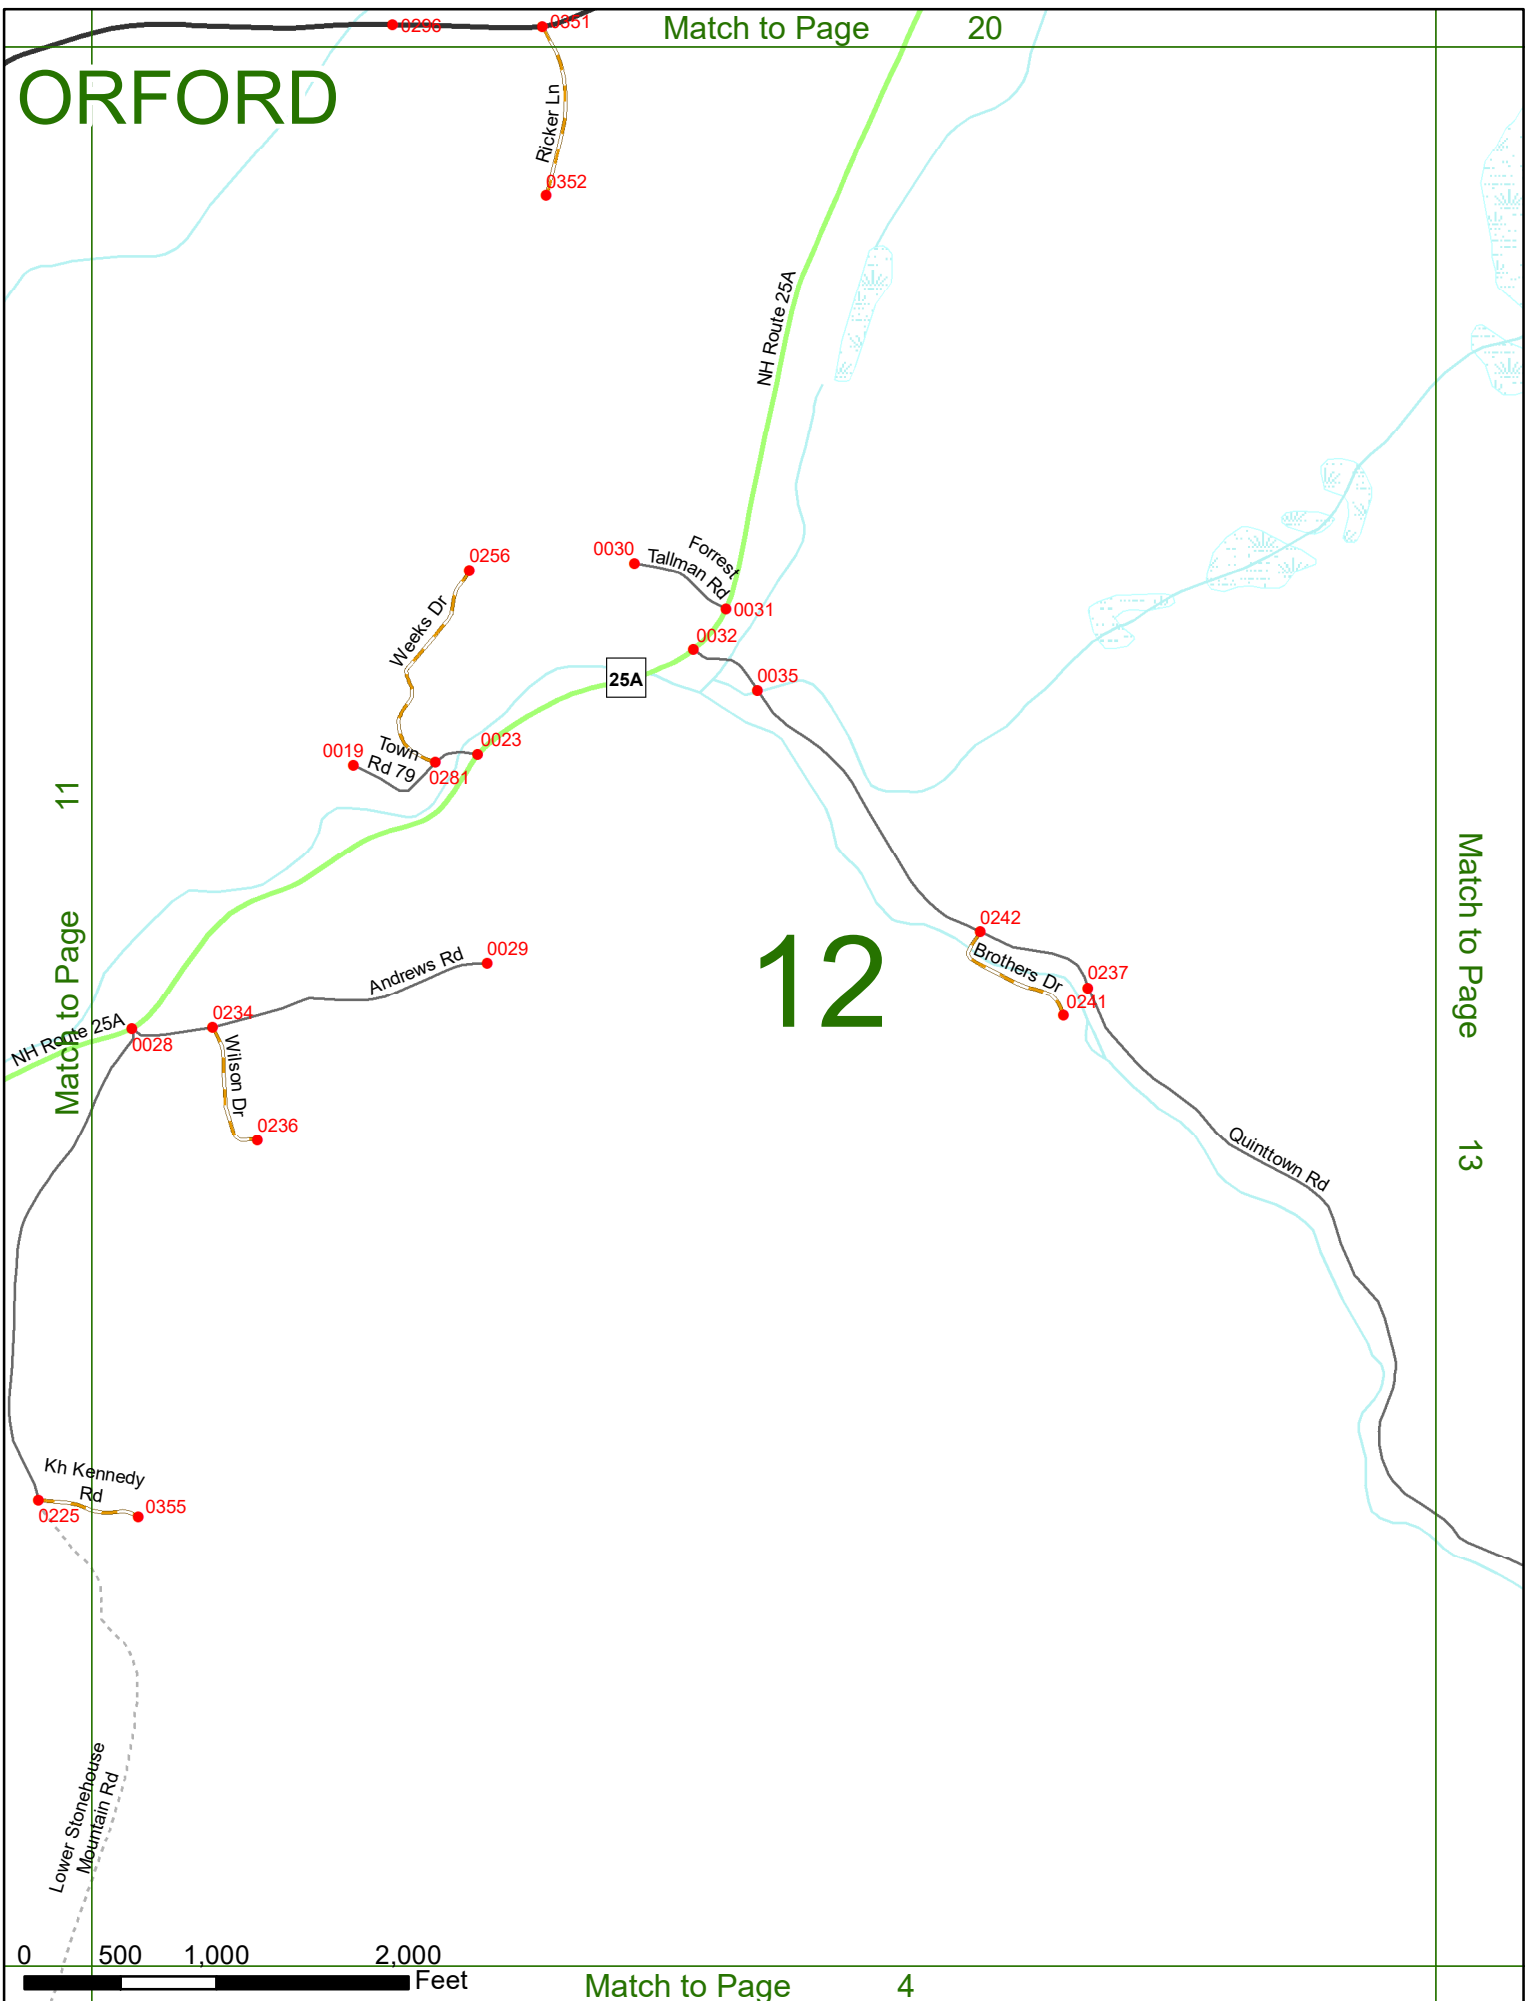 0296
0351
Match to Page 20
ORFORD
Ricker Ln
0352
NH Route 25A
0256
0030
Forrest
Tallman Rd
0031
Weeks Dr
0032
25A
0035
0019
Town
Rd 79
0281
0023
Match to Page 11
Match to Page 13
12
0242
Brothers Dr
0237
0241
Andrews Rd
0029
NH Route 25A
0028
0234
Wilson Dr
0236
Quinttown Rd
Kh Kennedy
Rd
0225
0355
Lower Stonehouse
Mountain Rd
0 500 1,000 2,000
Feet
Match to Page 4